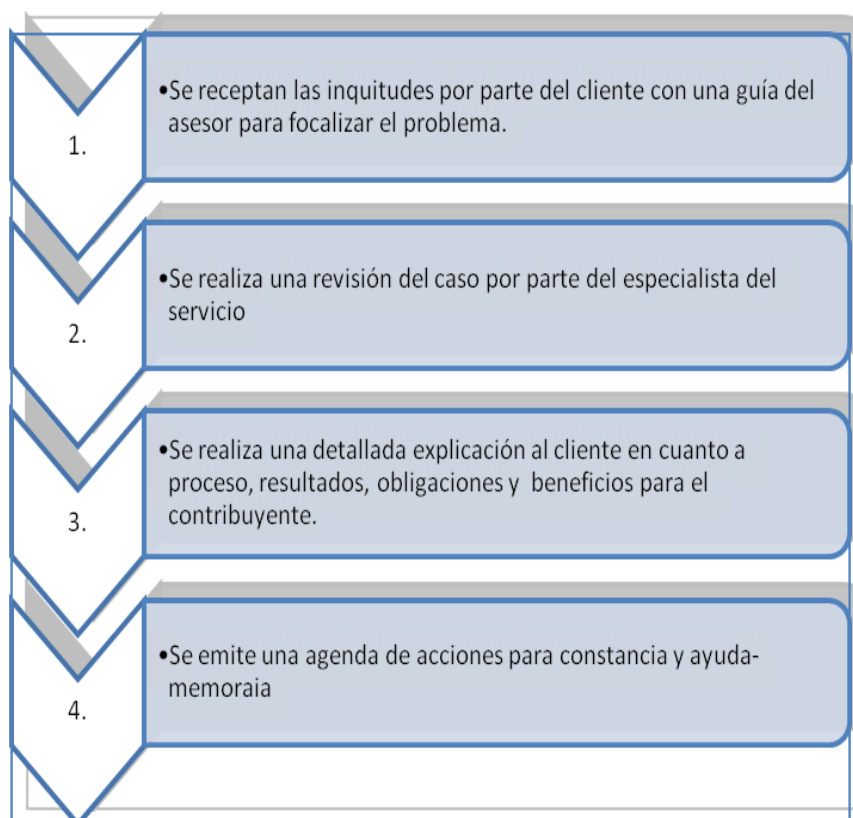 1.
•Se receptan las inquitudes por parte del cliente con una guía del
asesor para focalizar el problema.
2.
•Se realiza una revisión del caso por parte del especialista del
servicio
3.
•Se realiza una detallada explicación al cliente en cuanto a
proceso, resultados, obligaciones y beneficios para el
contribuyente.
4.
•Se emite una agenda de acciones para constancia y ayuda-
memoraia